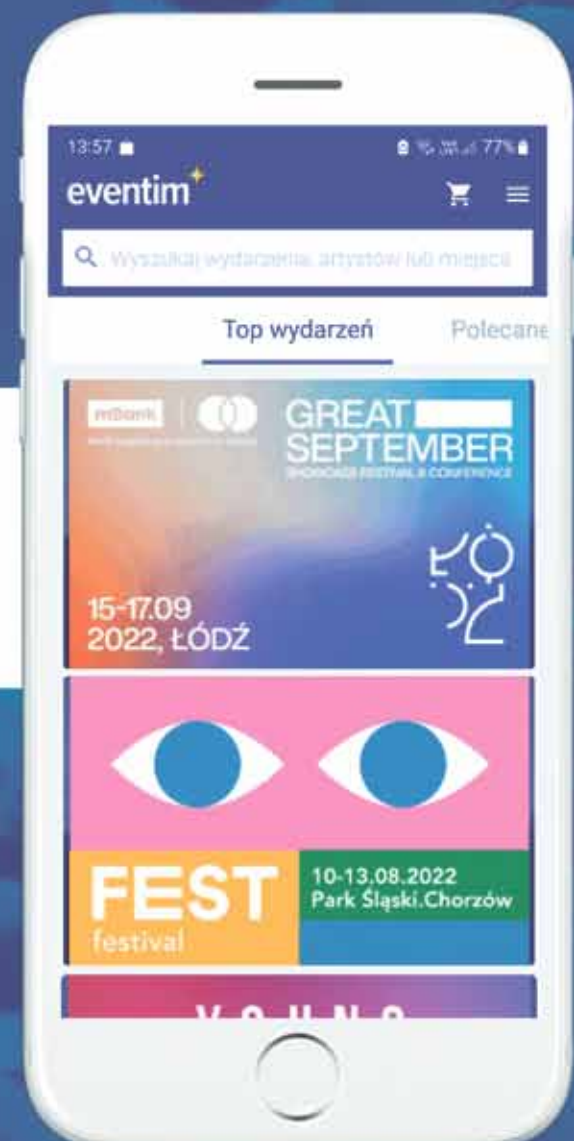 13:57
77%
eventim
Wyszukaj wydarzenia, artystów lub miejsca
Top wydarzeń
Polecane
mBank
GREAT
SEPTEMBER
SHOWCASE FESTIVAL & CONFERENCE
15-17.09
2022, ŁÓDŹ
FEST
festival
10-13.08.2022
Park Śląski.Chorzów
YOUNG